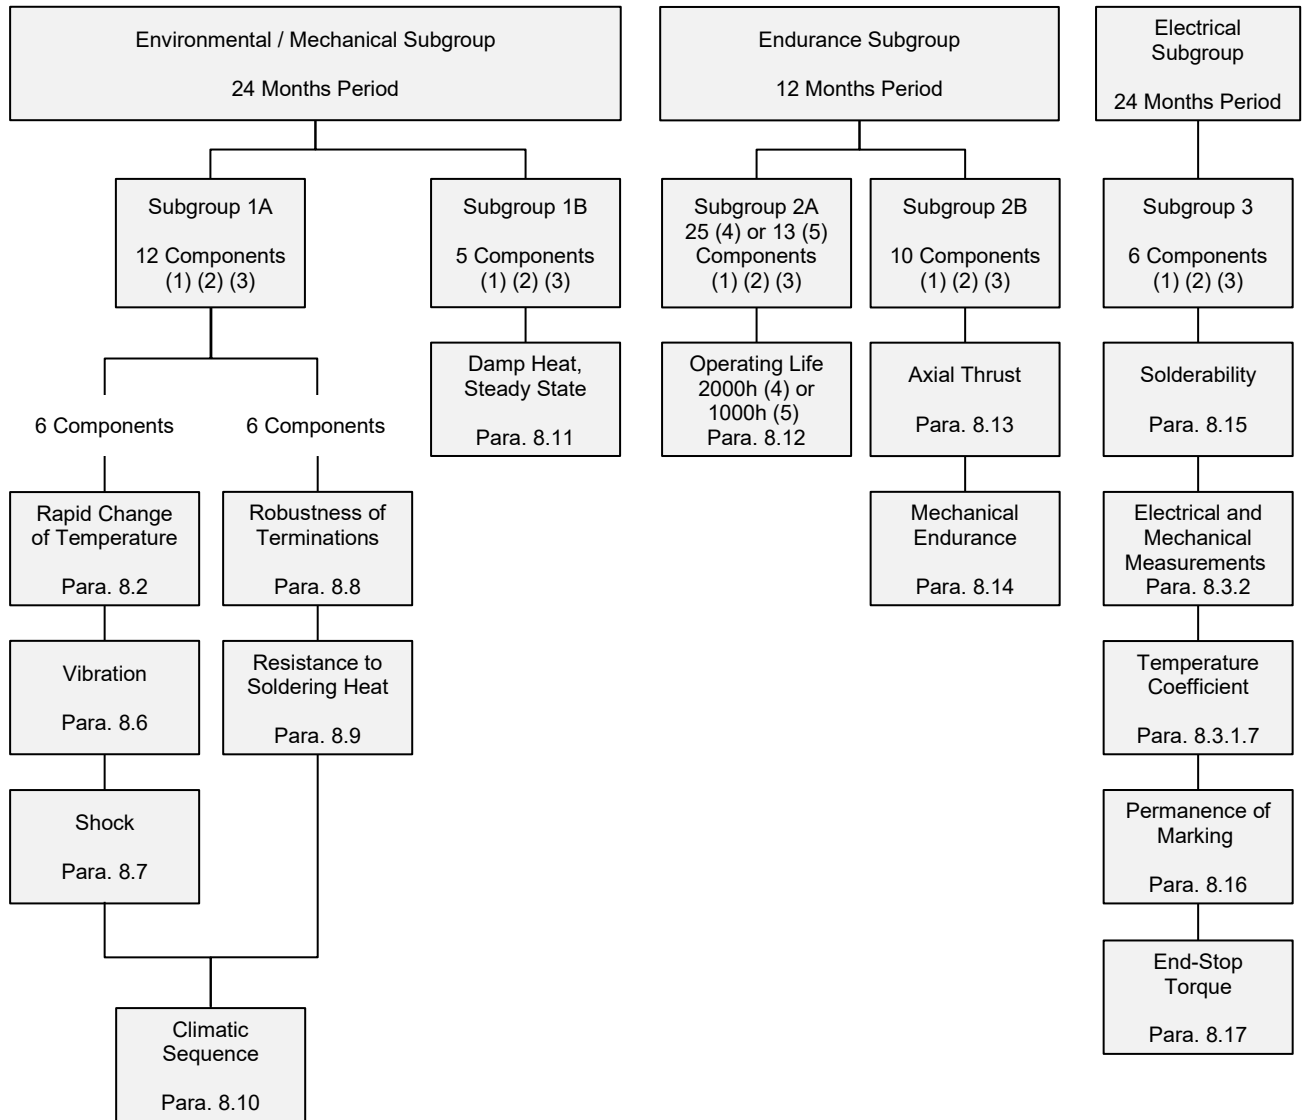 Environmental / Mechanical Subgroup
24 Months Period
Endurance Subgroup
12 Months Period
Electrical
Subgroup
24 Months Period
Subgroup 1A
12 Components
(1) (2) (3)
Subgroup 1B
5 Components
(1) (2) (3)
Subgroup 2A
25 (4) or 13 (5)
Components
(1) (2) (3)
Subgroup 2B
10 Components
(1) (2) (3)
Subgroup 3
6 Components
(1) (2) (3)
6 Components
6 Components
Damp Heat,
Steady State
Para. 8.11
Operating Life
2000h (4) or
1000h (5)
Para. 8.12
Axial Thrust
Para. 8.13
Solderability
Para. 8.15
Rapid Change
of Temperature
Para. 8.2
Robustness of
Terminations
Para. 8.8
Mechanical
Endurance
Para. 8.14
Electrical and
Mechanical
Measurements
Para. 8.3.2
Vibration
Para. 8.6
Resistance to
Soldering Heat
Para. 8.9
Temperature
Coefficient
Para. 8.3.1.7
Shock
Para. 8.7
Permanence of
Marking
Para. 8.16
End-Stop
Torque
Para. 8.17
Climatic
Sequence
Para. 8.10